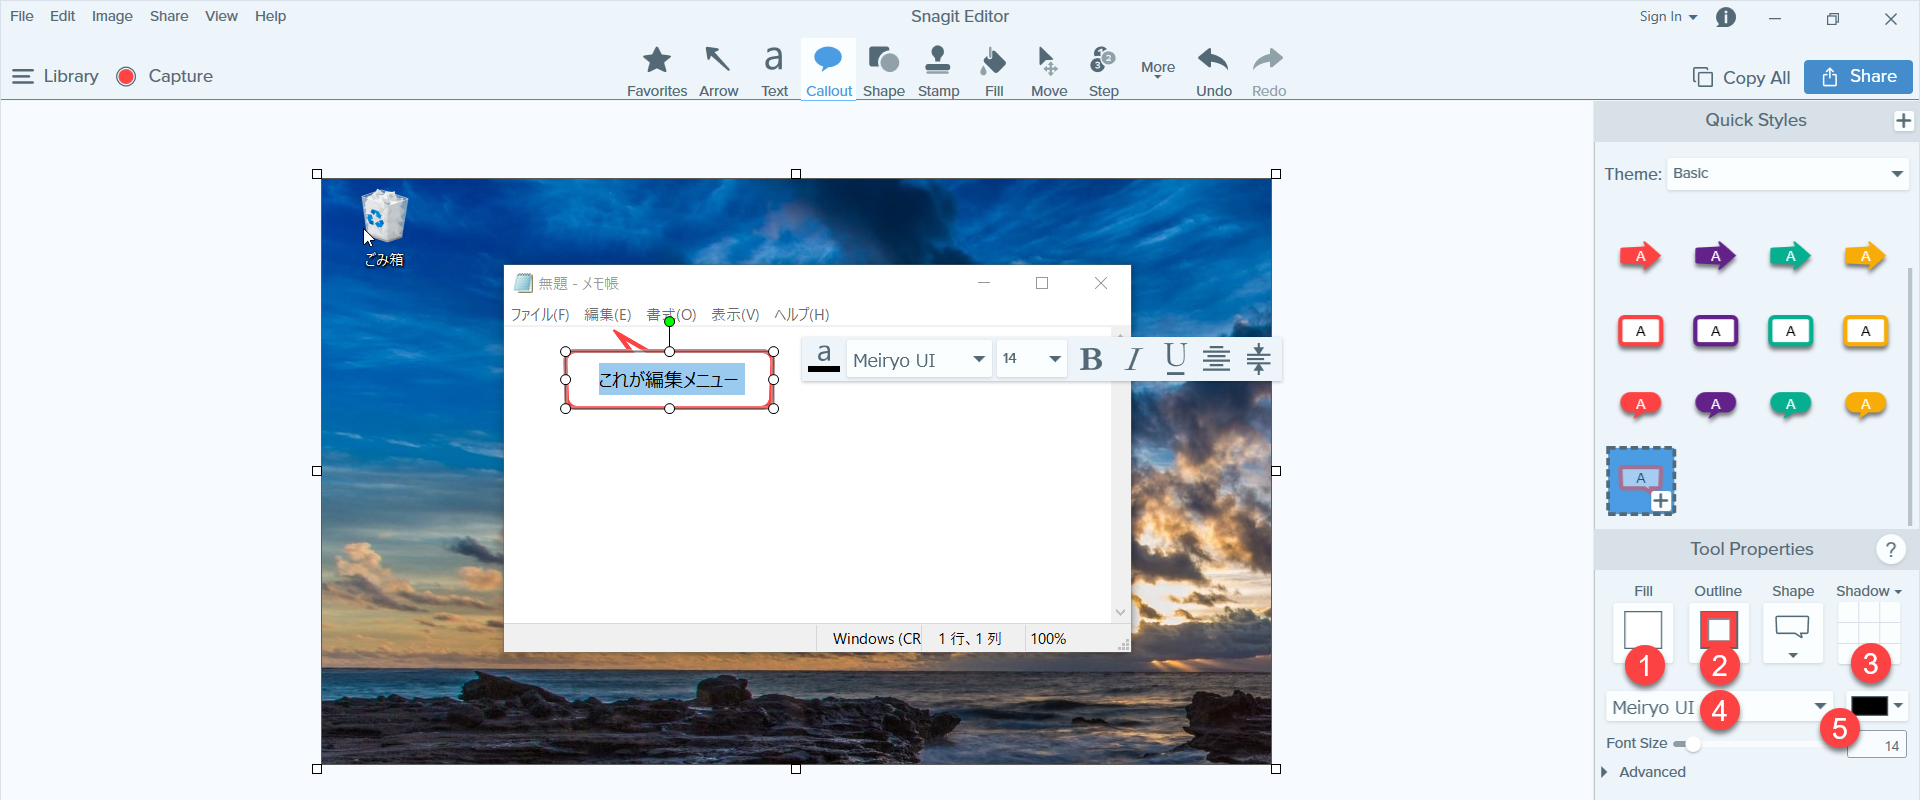 File Edit Image Share View Help
Snagit Editor
Sign In
Library Capture
Favorites Arrow Text Callout Shape Stamp Fill Move Step More Undo Redo
Copy All Share
Quick Styles
Theme: Basic
A A A A
A A A A
A A A A
A
ごみ箱
無題 - メモ帳
ファイル(F) 編集(E) 書式(O) 表示(V) ヘルプ(H)
これが編集メニュー
a Meiryo UI 14 B I U
Windows (CR 1 行、1 列 100%
Tool Properties ?
Fill Outline Shape Shadow
1 2 3
Meiryo UI 4
5
Font Size 14
Advanced